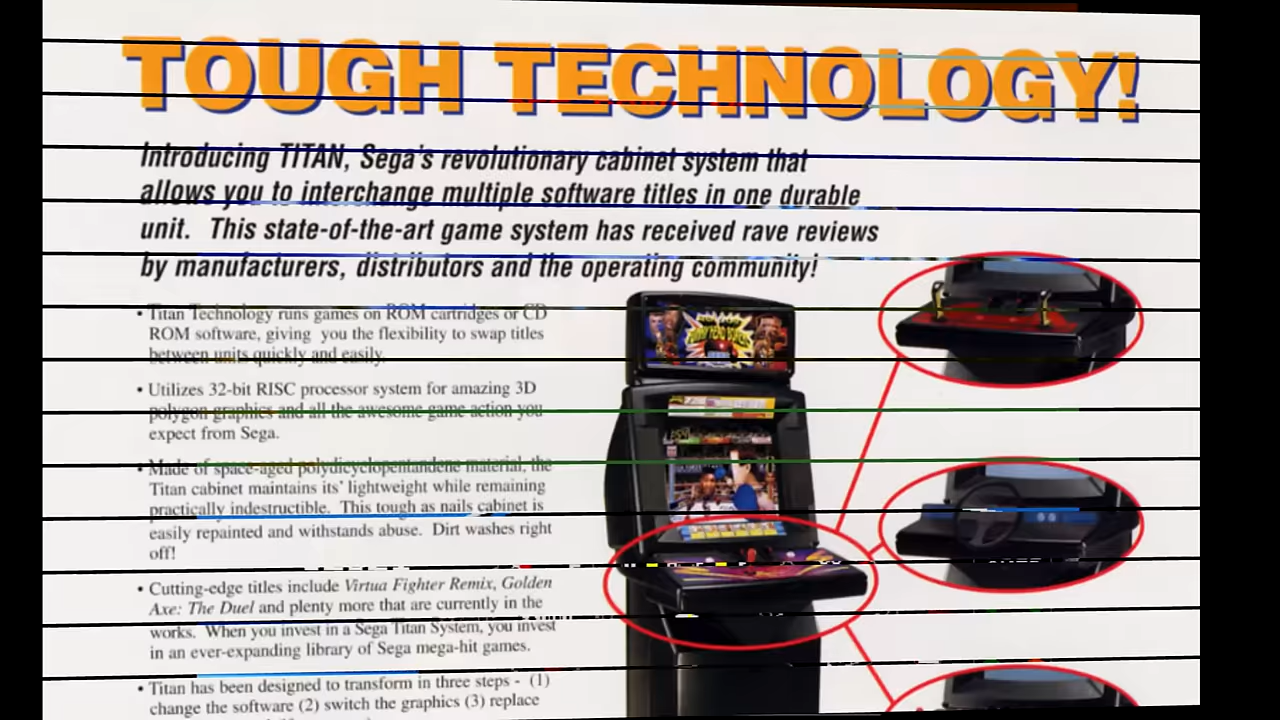 TOUGH TECHNOLOGY!
Introducing TITAN, Sega's revolutionary cabinet system that
allows you to interchange multiple software titles in one durable
unit. This state-of-the-art game system has received rave reviews
by manufacturers, distributors and the operating community!
• Titan Technology runs games on ROM cartridges or CD
ROM software, giving you the flexibility to swap titles
between units quickly and easily.
• Utilizes 32-bit RISC processor system for amazing 3D
polygon graphics and all the awesome game action you
expect from Sega.
• Made of space-aged polydicyclopentandene material, the
Titan cabinet maintains its' lightweight while remaining
practically indestructible. This tough as nails cabinet is
easily repainted and withstands abuse. Dirt washes right
off!
• Cutting-edge titles include Virtua Fighter Remix, Golden
Axe: The Duel and plenty more that are currently in the
works. When you invest in a Sega Titan System, you invest
in an ever-expanding library of Sega mega-hit games.
• Titan has been designed to transform in three steps - (1)
change the software (2) switch the graphics (3) replace